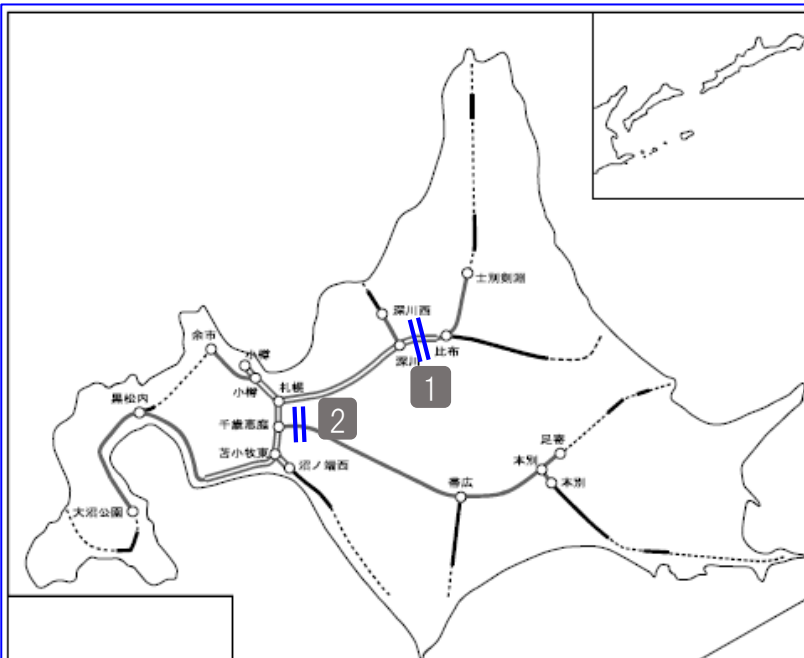 士別剣淵
深川西
深川
比布
1
余市
小樽
小樽
札幌
黒松内
千歳恵庭
2
苫小牧東
沼ノ端西
大沼公園
帯広
足寄
本別
本別